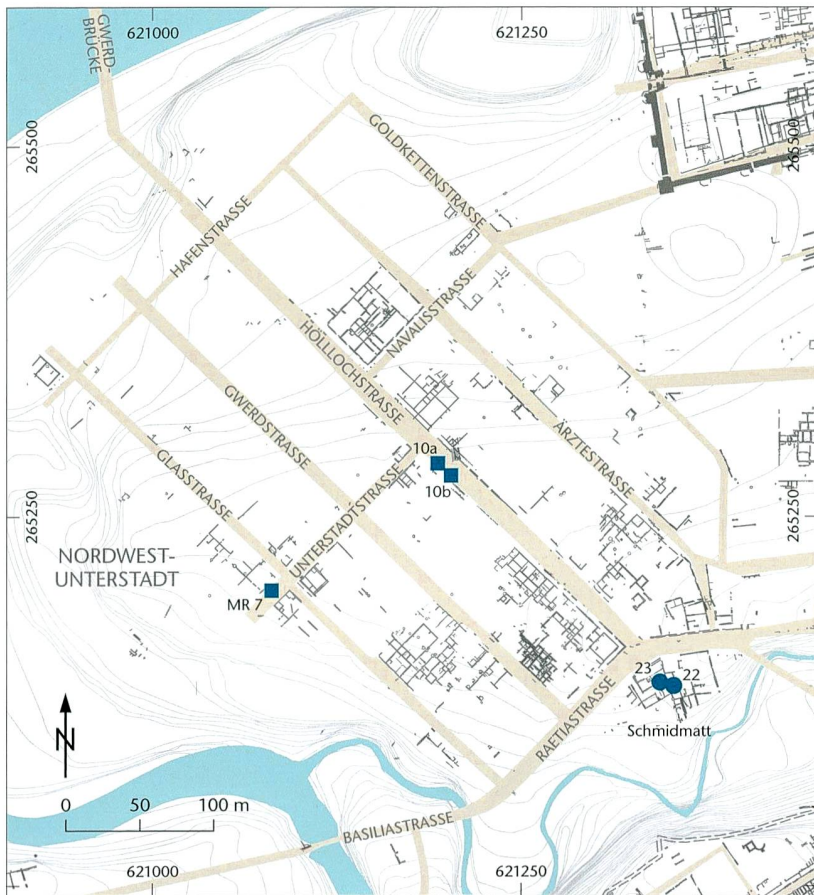 621000
621250
GWERD-
BRÜCKE
265500
265500
GOLDKETTENSTRASSE
HAFENSTRASSE
NAVALISSTRASSE
HÖLLLOCHSTRASSE
GWERDSTRASSE
ÄRZTESTRASSE
GLASSTRASSE
10a
10b
UNTERSTADTSTRASSE
265250
265250
NORDWEST-
UNTERSTADT
MR 7
23
22
Schmidmatt
RAETIASTRASSE
N
0 50 100 m
BASILIASTRASSE
621000
621250